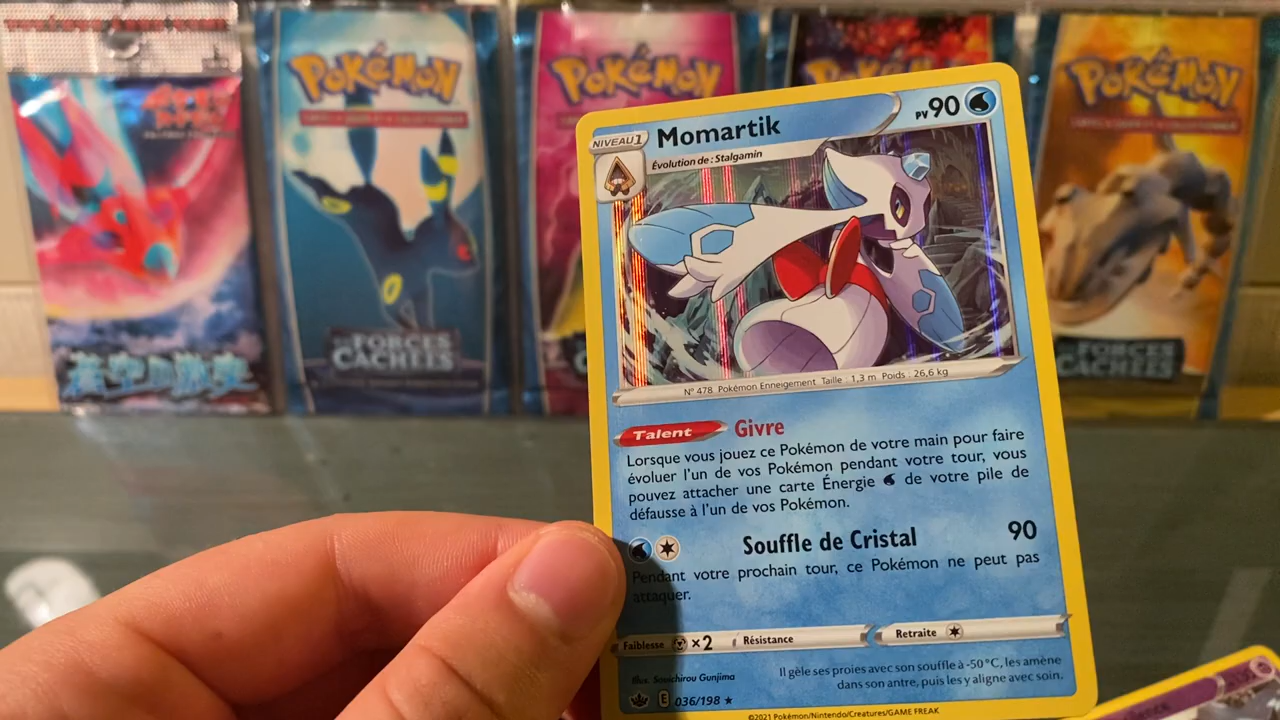 POKéMON
POKéMON
POKéMON
FORCES
CACHÉES
蒼空の激突
FORCES
CACHÉES
NIVEAU 1
Momartik
PV 90
Évolution de : Stalgamin
N° 478 Pokémon Enneigement Taille : 1,3 m Poids : 26,6 kg
Talent Givre
Lorsque vous jouez ce Pokémon de votre main pour faire
évoluer l'un de vos Pokémon pendant votre tour, vous
pouvez attacher une carte Énergie de votre pile de
défausse à l'un de vos Pokémon.
Souffle de Cristal 90
Pendant votre prochain tour, ce Pokémon ne peut pas
attaquer.
Faiblesse ×2 Résistance Retraite
Il gèle ses proies avec son souffle à -50 °C, les amène
dans son antre, puis les y aligne avec soin.
Illus. Souichirou Gunjima
E 036/198 ★
©2021 Pokémon/Nintendo/Creatures/GAME FREAK